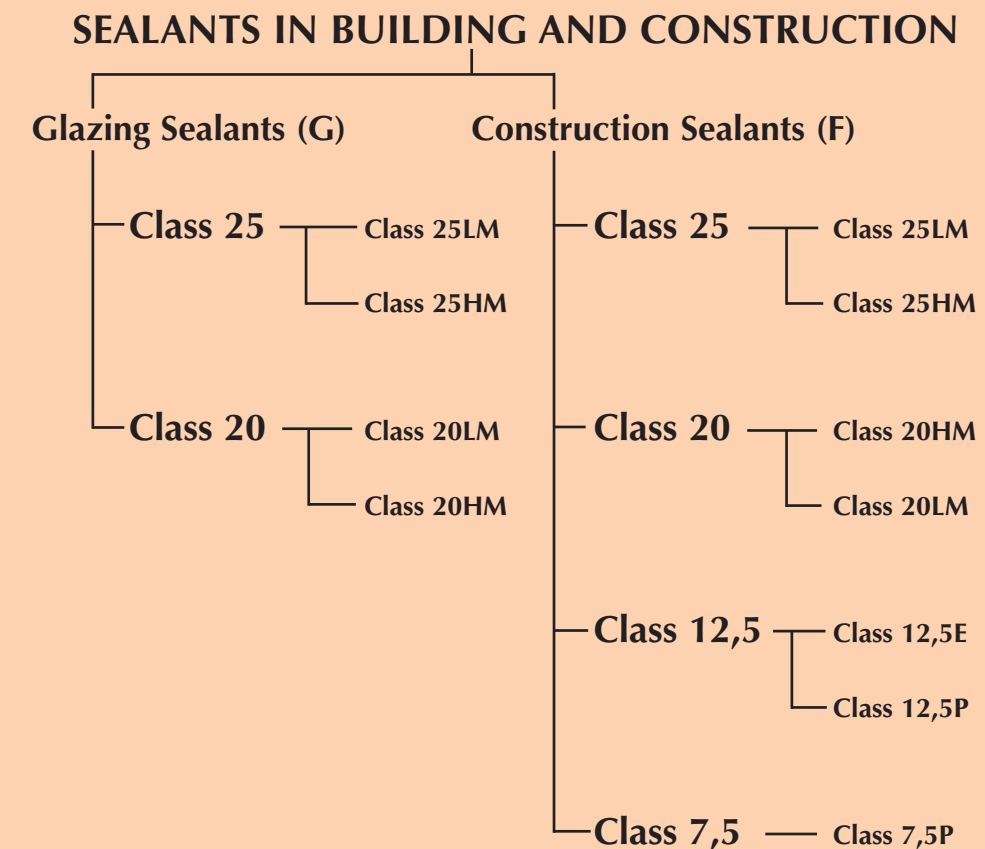 SEALANTS IN BUILDING AND CONSTRUCTION
Glazing Sealants (G)
Class 25
Class 25LM
Class 25HM
Class 20
Class 20LM
Class 20HM
Construction Sealants (F)
Class 25
Class 25LM
Class 25HM
Class 20
Class 20HM
Class 20LM
Class 12,5
Class 12,5E
Class 12,5P
Class 7,5
Class 7,5P